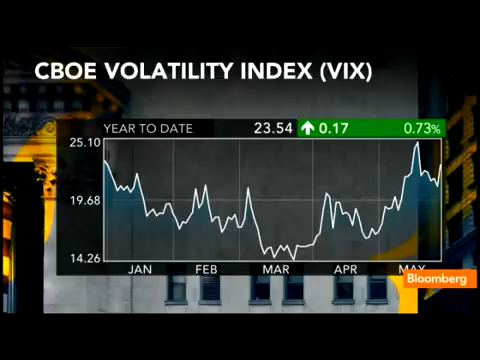 CBOE VOLATILITY INDEX (VIX)
YEAR TO DATE 23.54 0.17 0.73%
25.10
19.68
14.26
JAN FEB MAR APR MAY
Bloomberg